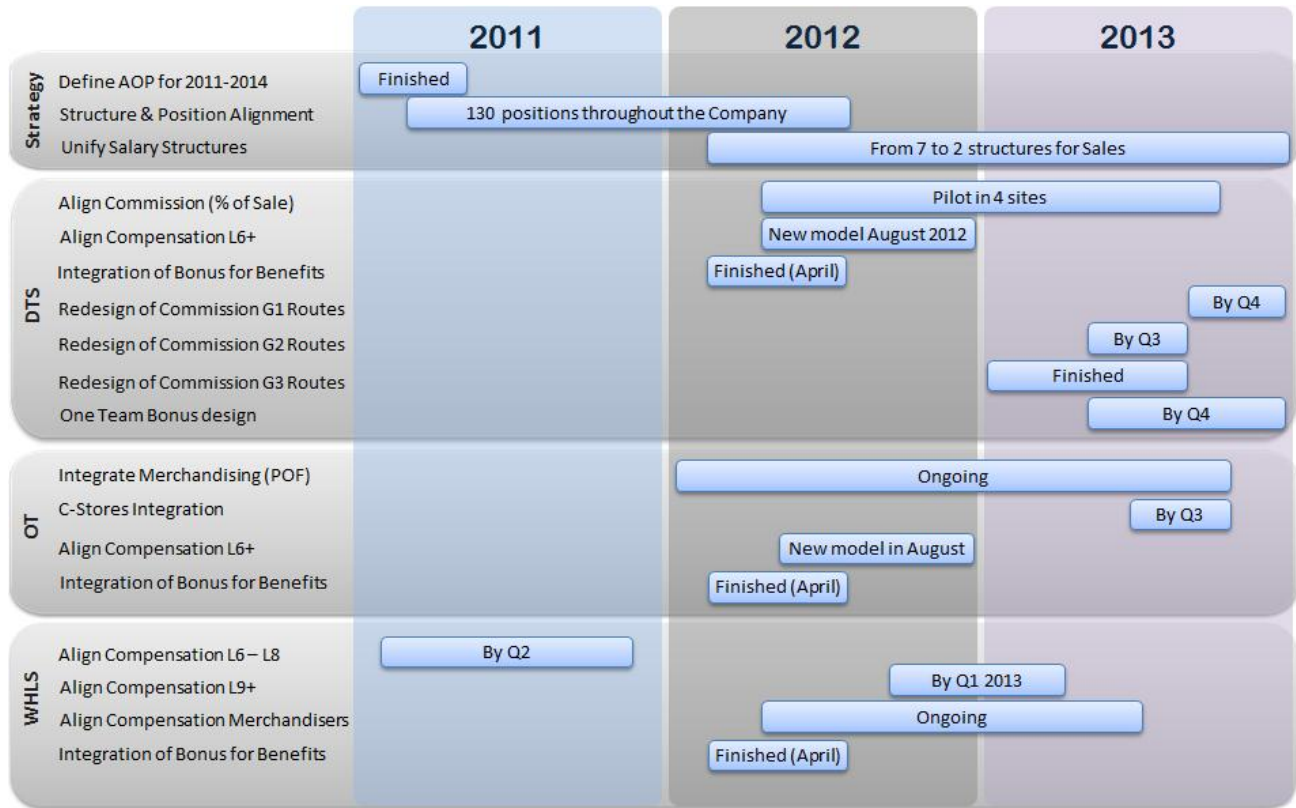 2011
2012
2013
Strategy
Define AOP for 2011-2014
Finished
Structure & Position Alignment
130 positions throughout the Company
Unify Salary Structures
From 7 to 2 structures for Sales
DTS
Align Commission (% of Sale)
Pilot in 4 sites
Align Compensation L6+
New model August 2012
Integration of Bonus for Benefits
Finished (April)
Redesign of Commission G1 Routes
By Q4
Redesign of Commission G2 Routes
By Q3
Redesign of Commission G3 Routes
Finished
One Team Bonus design
By Q4
OT
Integrate Merchandising (POF)
Ongoing
C-Stores Integration
By Q3
Align Compensation L6+
New model in August
Integration of Bonus for Benefits
Finished (April)
WHLS
Align Compensation L6 – L8
By Q2
Align Compensation L9+
By Q1 2013
Align Compensation Merchandisers
Ongoing
Integration of Bonus for Benefits
Finished (April)